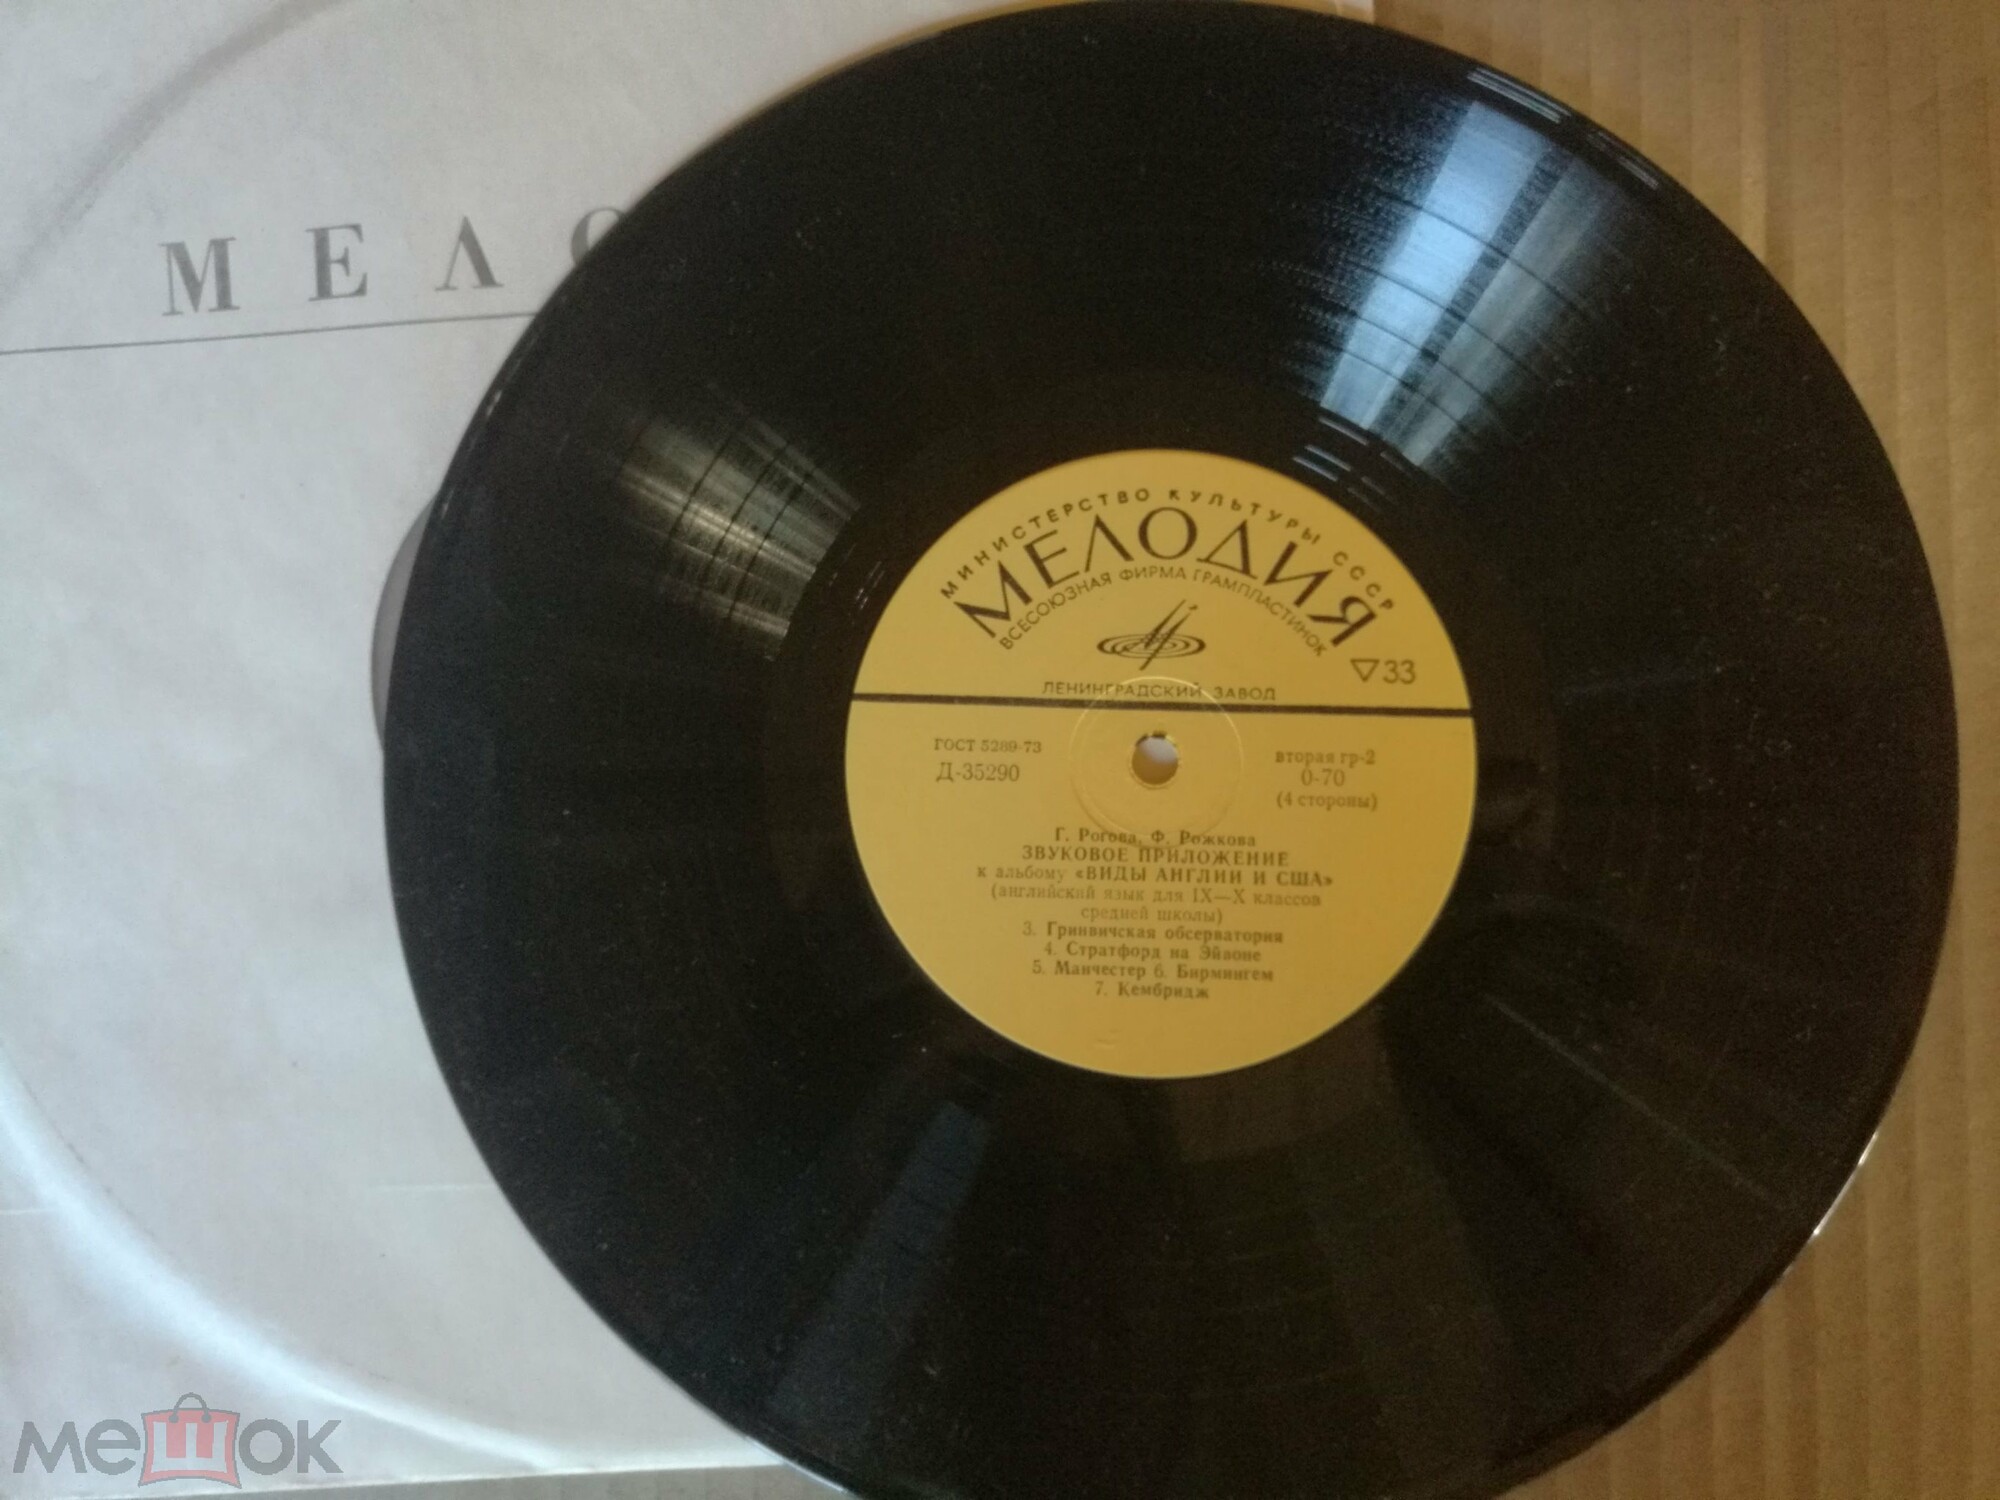 МЕЛО
МИНИСТЕРСТВО КУЛЬТУРЫ СССР
МЕЛОДИЯ
ВСЕСОЮЗНАЯ ФИРМА ГРАМПЛАСТИНОК
33
ЛЕНИНГРАДСКИЙ ЗАВОД
ГОСТ 5289-73
Д-35290
вторая гр-2
0-70
(4 стороны)
Г. Рогова, Ф. Рожкова
ЗВУКОВОЕ ПРИЛОЖЕНИЕ
к альбому «ВИДЫ АНГЛИИ И США»
(английский язык для IX—X классов
средней школы)
3. Гринвичская обсерватория
4. Стратфорд на Эйвоне
5. Манчестер 6. Бирмингем
7. Кембридж
мешок